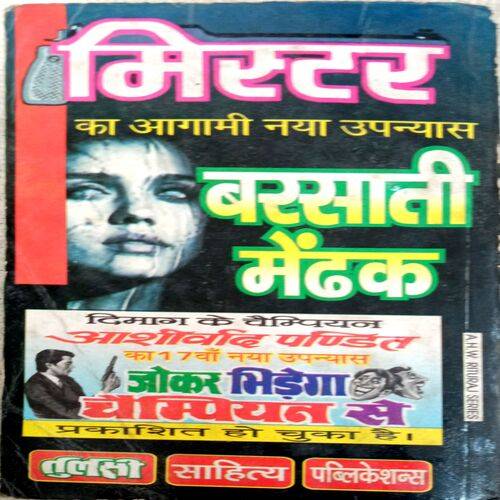 मिस्टर
का आगामी नया उपन्यास
बरसाती
मेंढक
दिमाग के चैम्पियन
आशीर्वाद पण्डित
का 17वाँ नया उपन्यास
जोकर भिड़ेगा
चैम्पियन से
प्रकाशित हो चुका है।
तुलसी साहित्य पब्लिकेशन्स
A.H.W RITURAJ SERIES